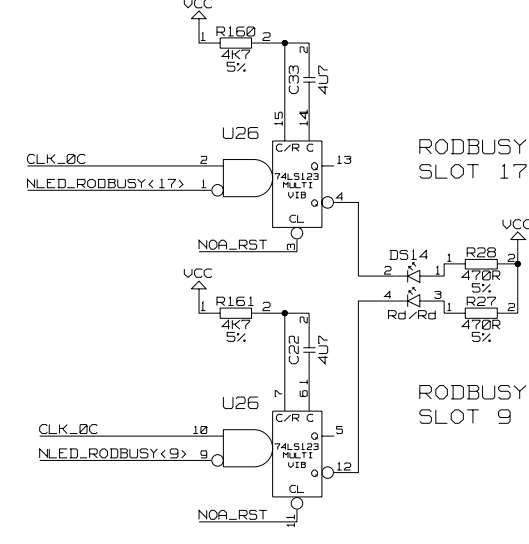 VCC
R160
1 2
4K7
5%
2
C33
4U7
15
14 1
U26
C/R C
CLK_0C 2
Q 13
74LS123
MULTI
VIB
NLED_RODBUSY<17> 1
Q 4
CL
3
NOA_RST
RODBUSY
SLOT 17
VCC
DS14
R28
2 1 1 2
470R
5%
4 3
R27
1 2
Rd/Rd
470R
5%
VCC
R161
1 2
4K7
5%
2
C22
4U7
7
6 1
U26
C/R C
RODBUSY
SLOT 9
CLK_0C 10
Q 5
74LS123
MULTI
VIB
NLED_RODBUSY<9> 9
Q 12
CL
11
NOA_RST